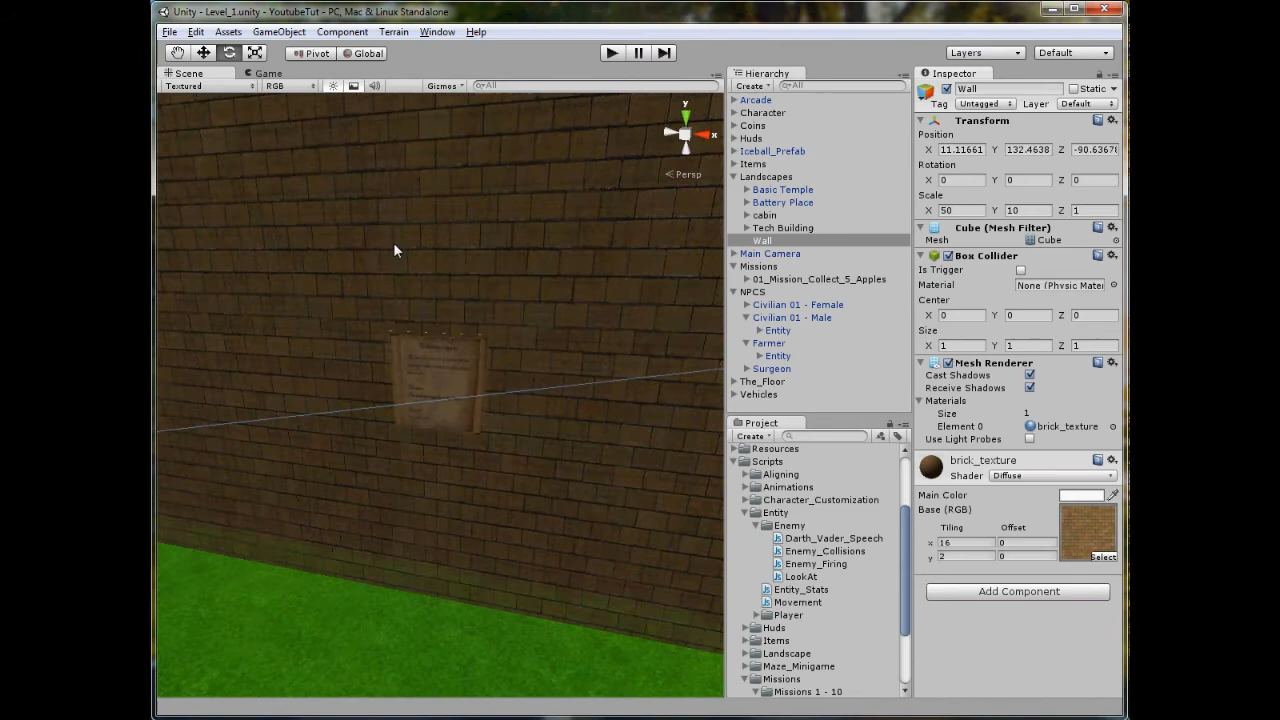 Unity - Level_1.unity - YoutubeTut - PC, Mac & Linux Standalone
File Edit Assets GameObject Component Terrain Window Help
Pivot Global Layers Default
Scene Game
Textured RGB Gizmos All
y
x
Persp
Hierarchy
Create All
Arcade
Character
Coins
Huds
Iceball_Prefab
Items
Landscapes
Basic Temple
Battery Place
cabin
Tech Building
Wall
Main Camera
Missions
01_Mission_Collect_5_Apples
NPCS
Civilian 01 - Female
Civilian 01 - Male
Entity
Farmer
Entity
Surgeon
The_Floor
Vehicles
Project
Create
Resources
Scripts
Aligning
Animations
Character_Customization
Entity
Enemy
Darth_Vader_Speech
Enemy_Collisions
Enemy_Firing
LookAt
Entity_Stats
Movement
Player
Huds
Items
Landscape
Maze_Minigame
Missions
Missions 1 - 10
Inspector
Wall Static
Tag Untagged Layer Default
Transform
Position
X 11.11661 Y 132.4638 Z -90.63678
Rotation
X 0 Y 0 Z 0
Scale
X 50 Y 10 Z 1
Cube (Mesh Filter)
Mesh Cube
Box Collider
Is Trigger
Material None (Physic Mater
Center
X 0 Y 0 Z 0
Size
X 1 Y 1 Z 1
Mesh Renderer
Cast Shadows
Receive Shadows
Materials
Size 1
Element 0 brick_texture
Use Light Probes
brick_texture
Shader Diffuse
Main Color
Base (RGB)
Tiling Offset
x 16 0
y 2 0
Select
Add Component